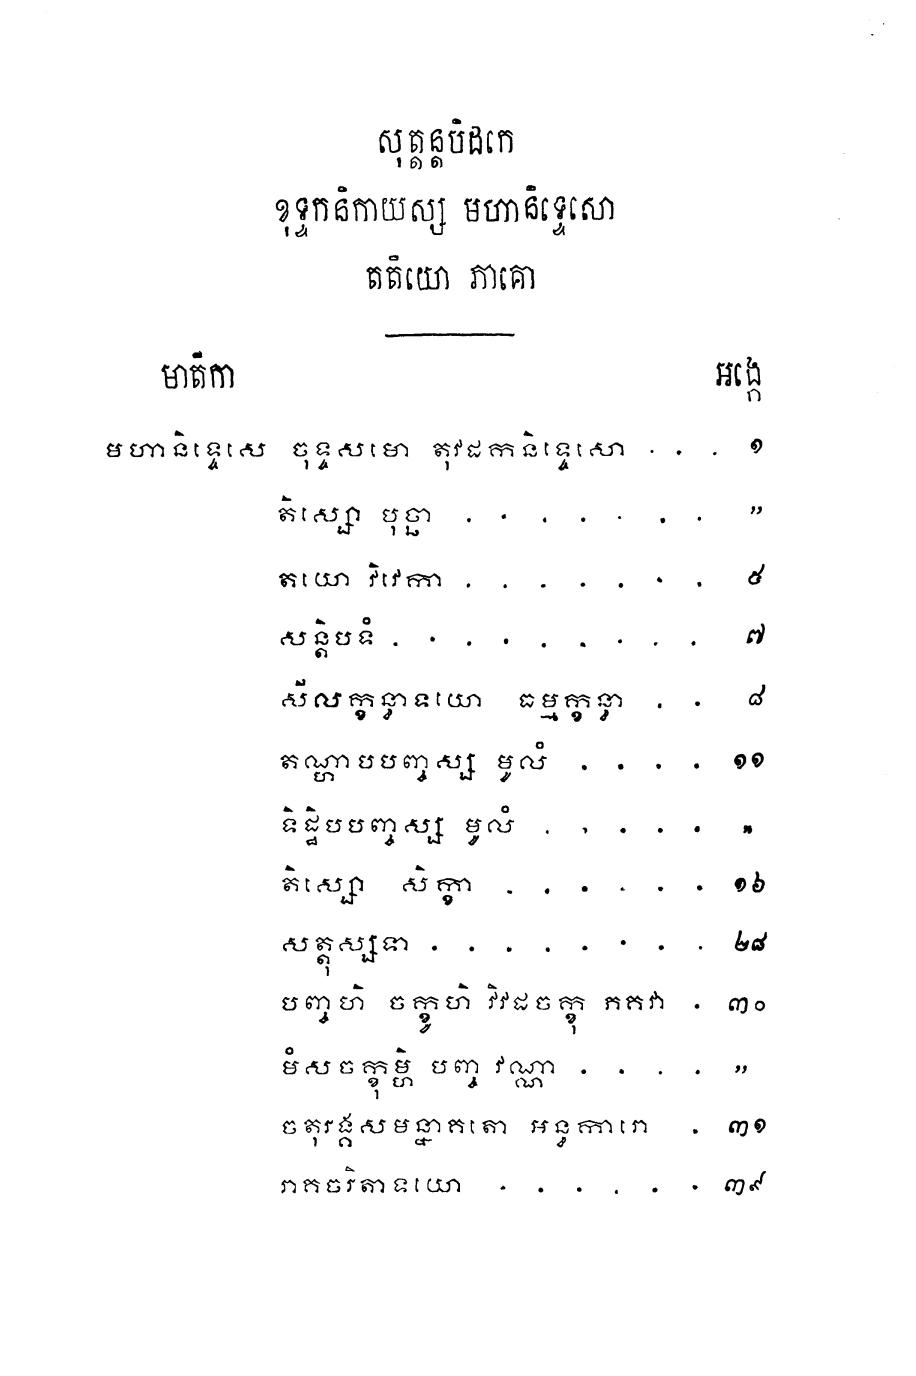 សុត្តន្តបិដកេ
ខុទ្ទកនិកាយស្ស មហានិទ្ទេសោ
តតិយោ ភាគោ
មាតិកា អង្កេ
មហានិទ្ទេសេ ចុទ្ទសមោ តុវដកនិទ្ទេសោ . . . ១
តិស្សោ បុច្ឆា . . . . . . . ”
តយោ វិវេកា . . . . . . . ៥
សន្តិបទំ . . . . . . . . . ៧
សីលក្ខន្ធាទយោ ធម្មក្ខន្ធា . . ៨
តណ្ហាបបញ្ចស្ស មូលំ . . . . ១១
ទិដ្ឋិបបញ្ចស្ស មូលំ . . . . . ”
តិស្សោ សិក្ខា . . . . . . ១៦
សត្តុស្សទា . . . . . . . . ២៨
បញ្ចហិ ចក្ខូហិ វិវដចក្ខុ ភគវា . ៣០
មំសចក្ខុម្ហិ បញ្ច វណ្ណា . . . . ”
ចតុរង្គសមន្នាគតោ អន្ធការោ . ៣១
រាគចរិតាទយោ . . . . . . ៣៩